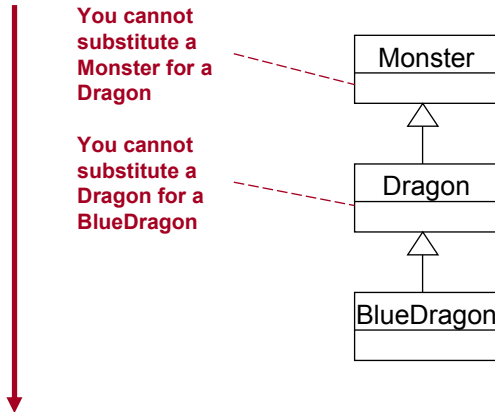 You cannot
substitute a
Monster for a
Dragon
Monster
You cannot
substitute a
Dragon for a
BlueDragon
Dragon
BlueDragon